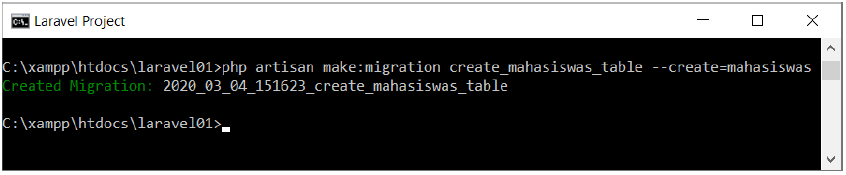 Laravel Project
C:\xampp\htdocs\laravel01>php artisan make:migration create_mahasiswas_table --create=mahasiswas
Created Migration: 2020_03_04_151623_create_mahasiswas_table
C:\xampp\htdocs\laravel01>